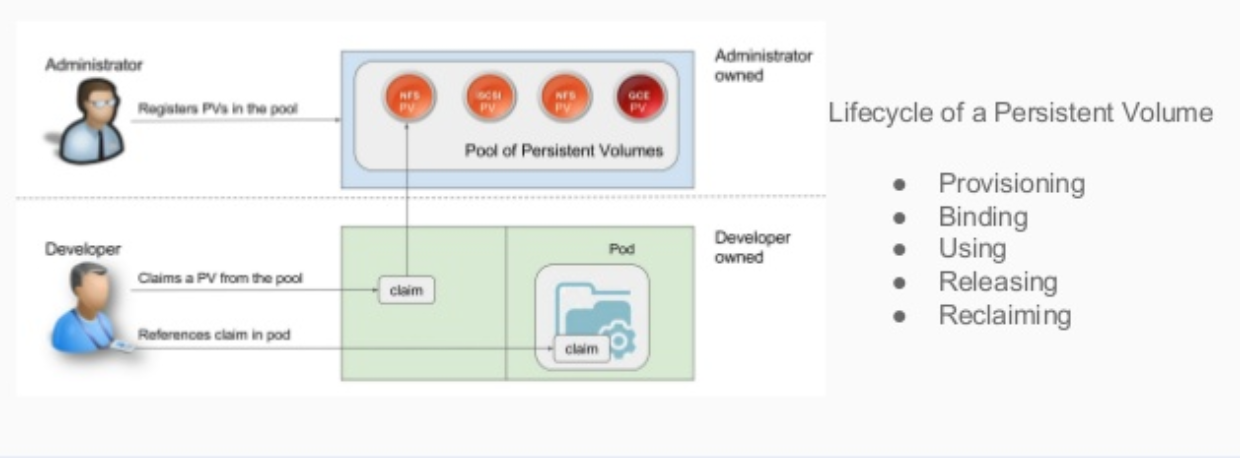 Administrator
Registers PVs in the pool
NFS
PV
ISCSI
PV
NFS
PV
GCE
PV
Pool of Persistent Volumes
Administrator
owned
Developer
Claims a PV from the pool
References claim in pod
claim
Pod
claim
Developer
owned
Lifecycle of a Persistent Volume
● Provisioning
● Binding
● Using
● Releasing
● Reclaiming